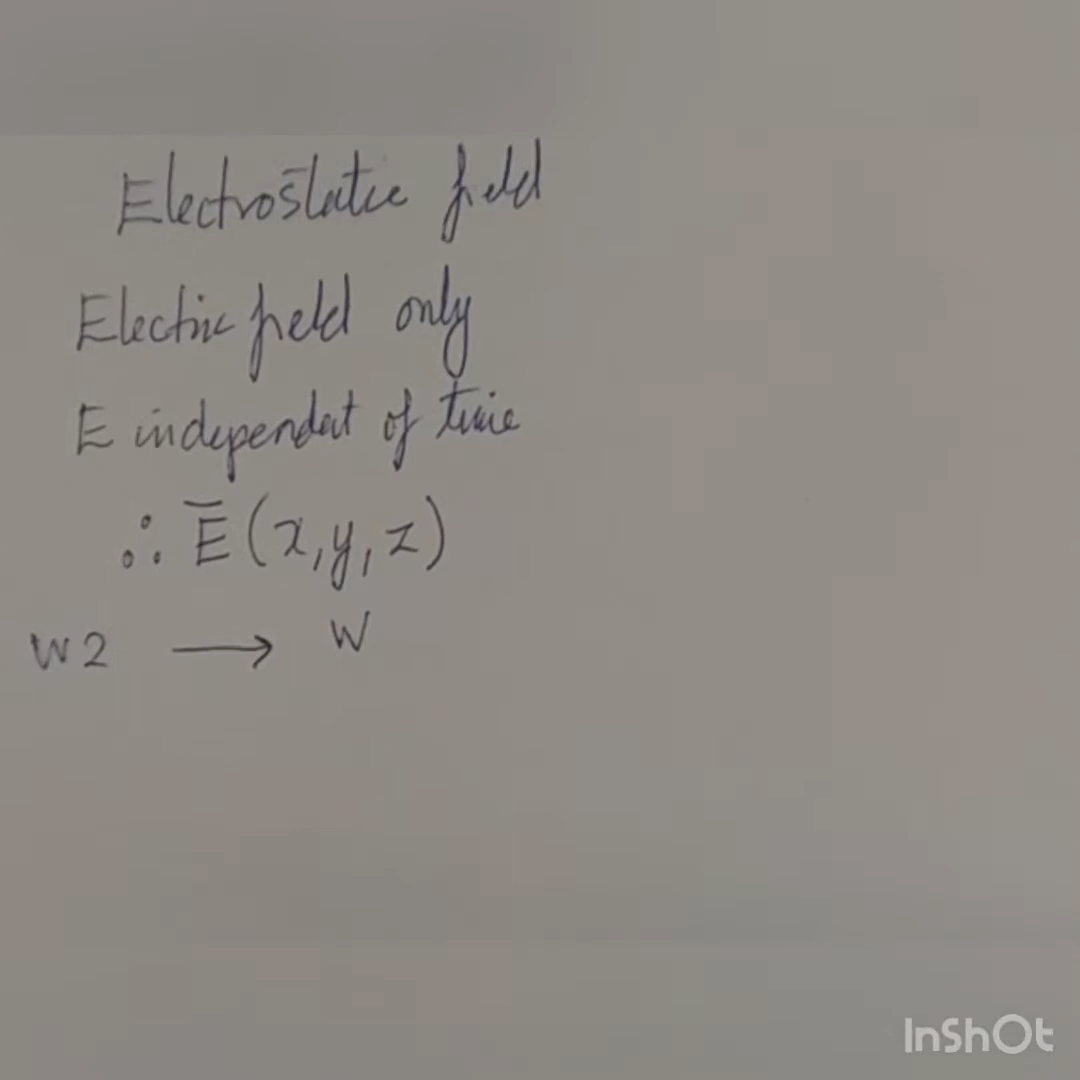 Electrostatic field
Electric field only
E independent of time
∴ Ē (x, y, z)
W2 → W
InShOt